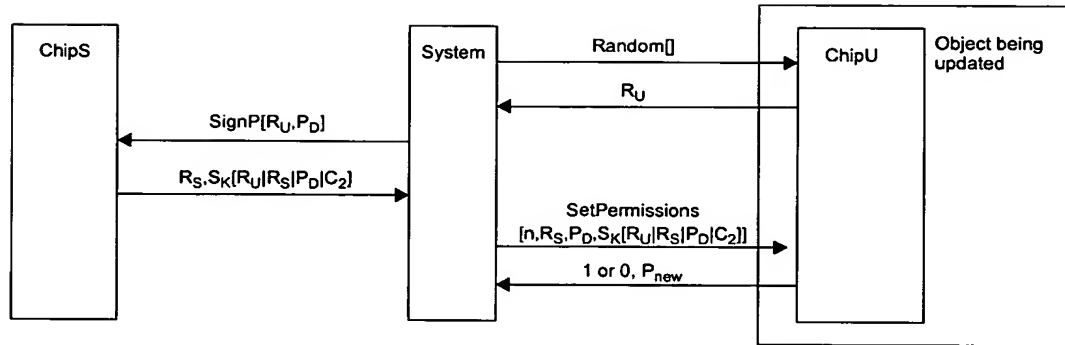 ChipS
System
ChipU
Object being
updated
Random[]
R_U
SignP[R_U,P_D]
R_S,S_K[R_U|R_S|P_D|C_2]
SetPermissions
[n,R_S,P_D,S_K[R_U|R_S|P_D|C_2]]
1 or 0, P_new